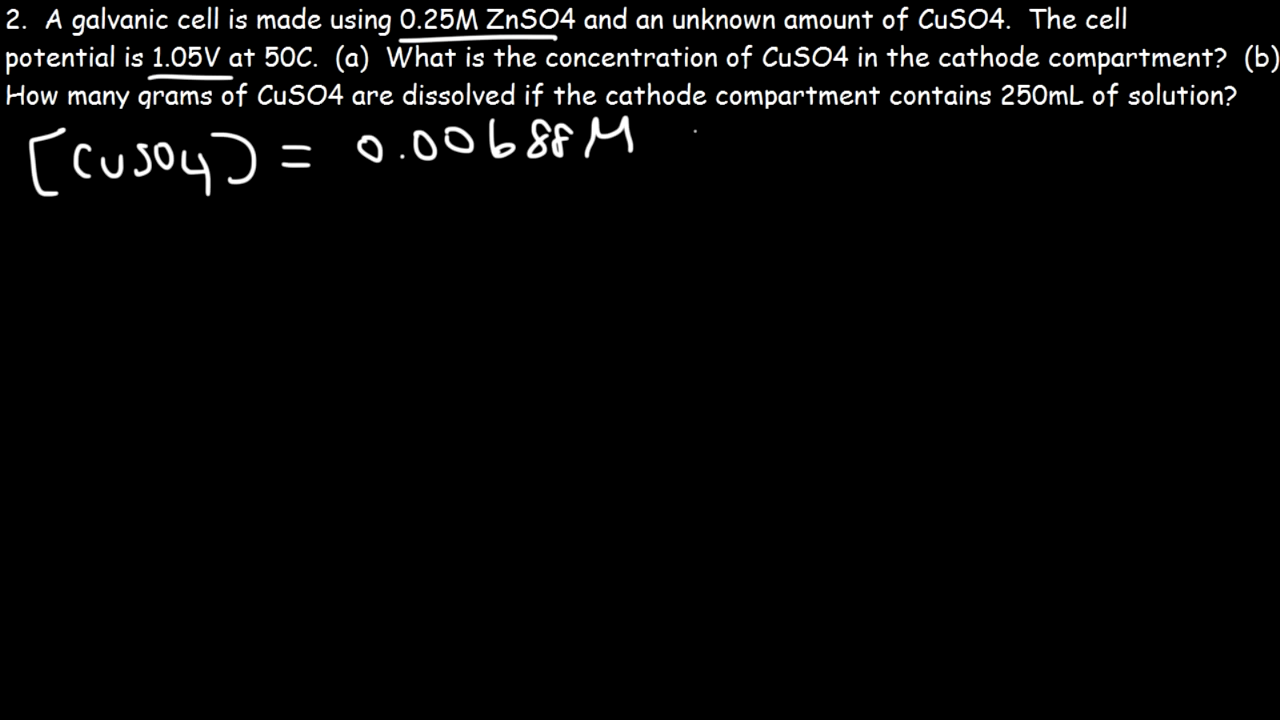 2. A galvanic cell is made using 0.25M ZnSO4 and an unknown amount of CuSO4. The cell
potential is 1.05V at 50C. (a) What is the concentration of CuSO4 in the cathode compartment? (b)
How many grams of CuSO4 are dissolved if the cathode compartment contains 250mL of solution?
[CuSO4] = 0.00688M